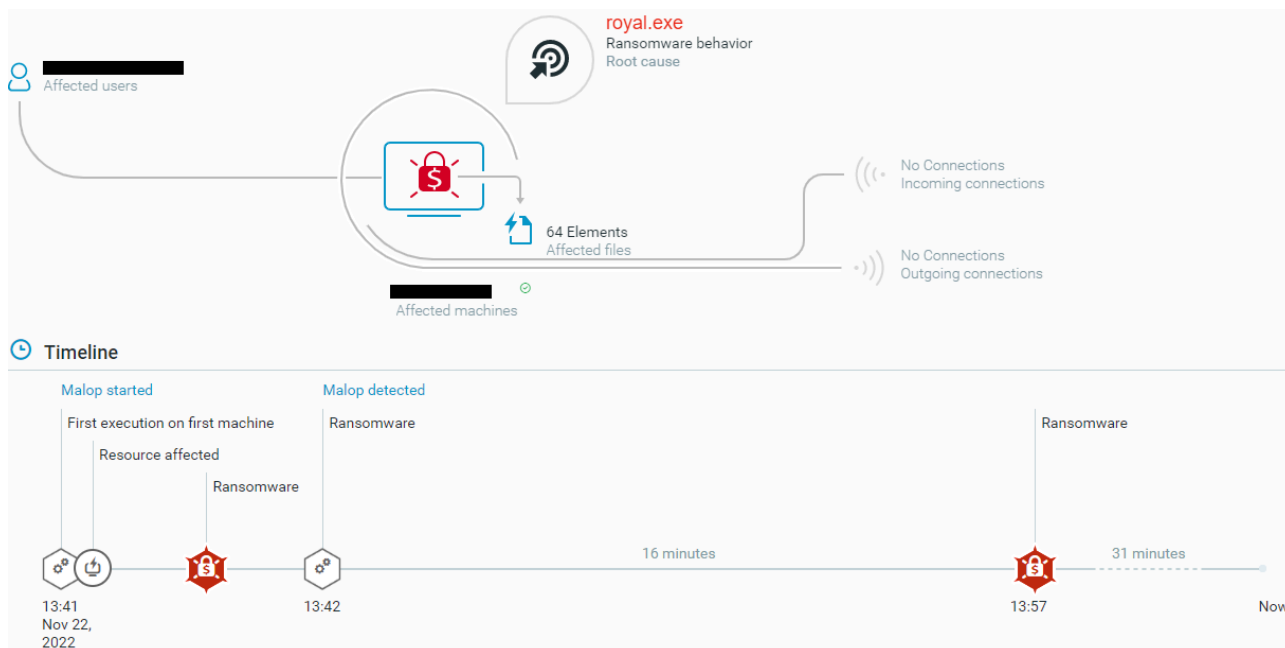 royal.exe
Ransomware behavior
Root cause
Affected users
No Connections
Incoming connections
64 Elements
Affected files
No Connections
Outgoing connections
Affected machines
Timeline
Malop started
Malop detected
First execution on first machine
Ransomware
Ransomware
Resource affected
Ransomware
16 minutes
31 minutes
13:41
13:42
13:57
Now
Nov 22,
2022